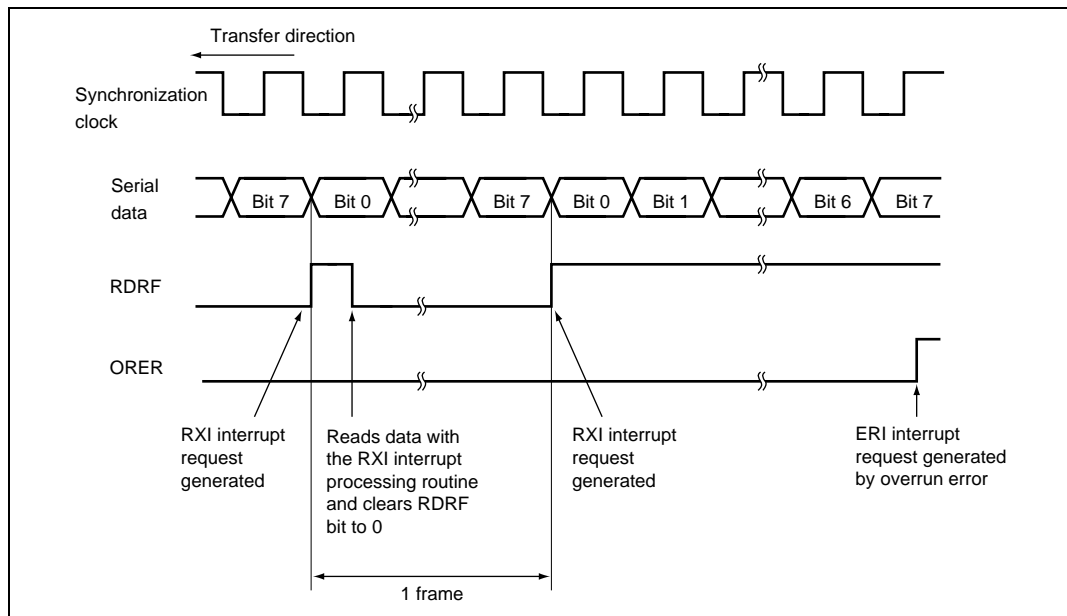 Transfer direction
Synchronization
clock
Serial
data
Bit 7
Bit 0
Bit 7
Bit 0
Bit 1
Bit 6
Bit 7
RDRF
ORER
RXI interrupt
request
generated
Reads data with
the RXI interrupt
processing routine
and clears RDRF
bit to 0
RXI interrupt
request
generated
ERI interrupt
request generated
by overrun error
1 frame